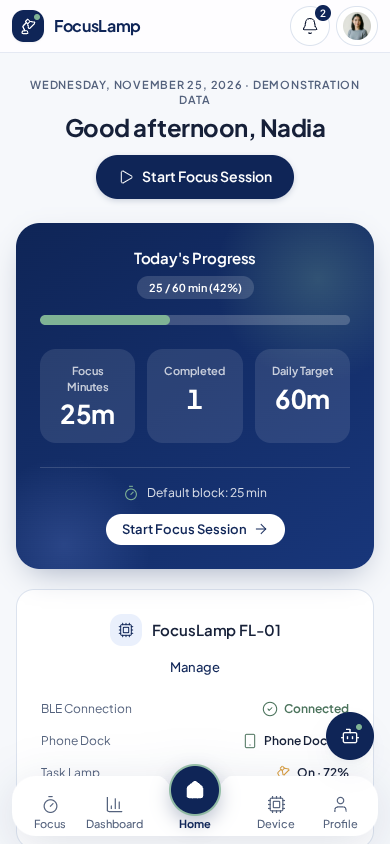 FocusLamp
2
WEDNESDAY, NOVEMBER 25, 2026 · DEMONSTRATION
DATA
Good afternoon, Nadia
Start Focus Session
Today's Progress
25 / 60 min (42%)
Focus
Minutes
25m
Completed
1
Daily Target
60m
Default block: 25 min
Start Focus Session
FocusLamp FL-01
Manage
BLE Connection
Connected
Phone Dock
Phone
Task Lamp
On · 72%
Focus
Dashboard
Home
Device
Profile